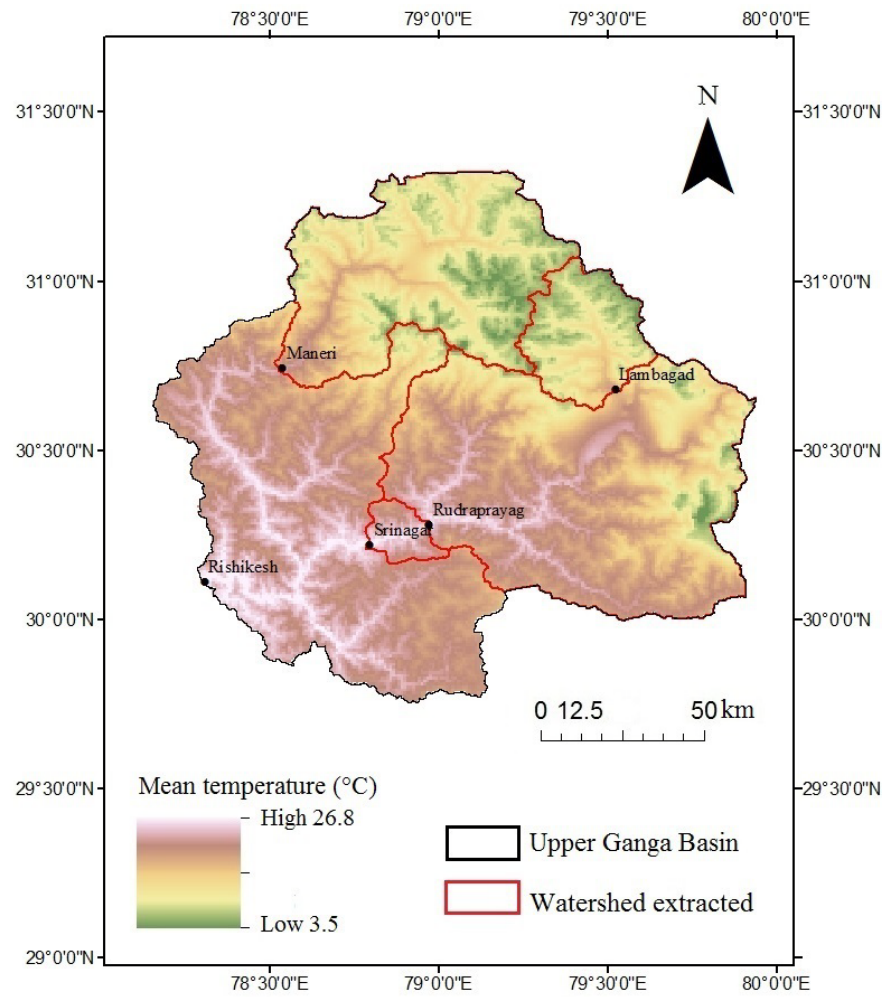 78°30'0"E 79°0'0"E 79°30'0"E 80°0'0"E
31°30'0"N 31°30'0"N
N
31°0'0"N 31°0'0"N
Maneri
Lambagad
30°30'0"N 30°30'0"N
Rudraprayag
Srinagar
Rishikesh
30°0'0"N 30°0'0"N
0 12.5 50 km
29°30'0"N 29°30'0"N
Mean temperature (°C)
High 26.8
Low 3.5
Upper Ganga Basin
Watershed extracted
29°0'0"N 29°0'0"N
78°30'0"E 79°0'0"E 79°30'0"E 80°0'0"E